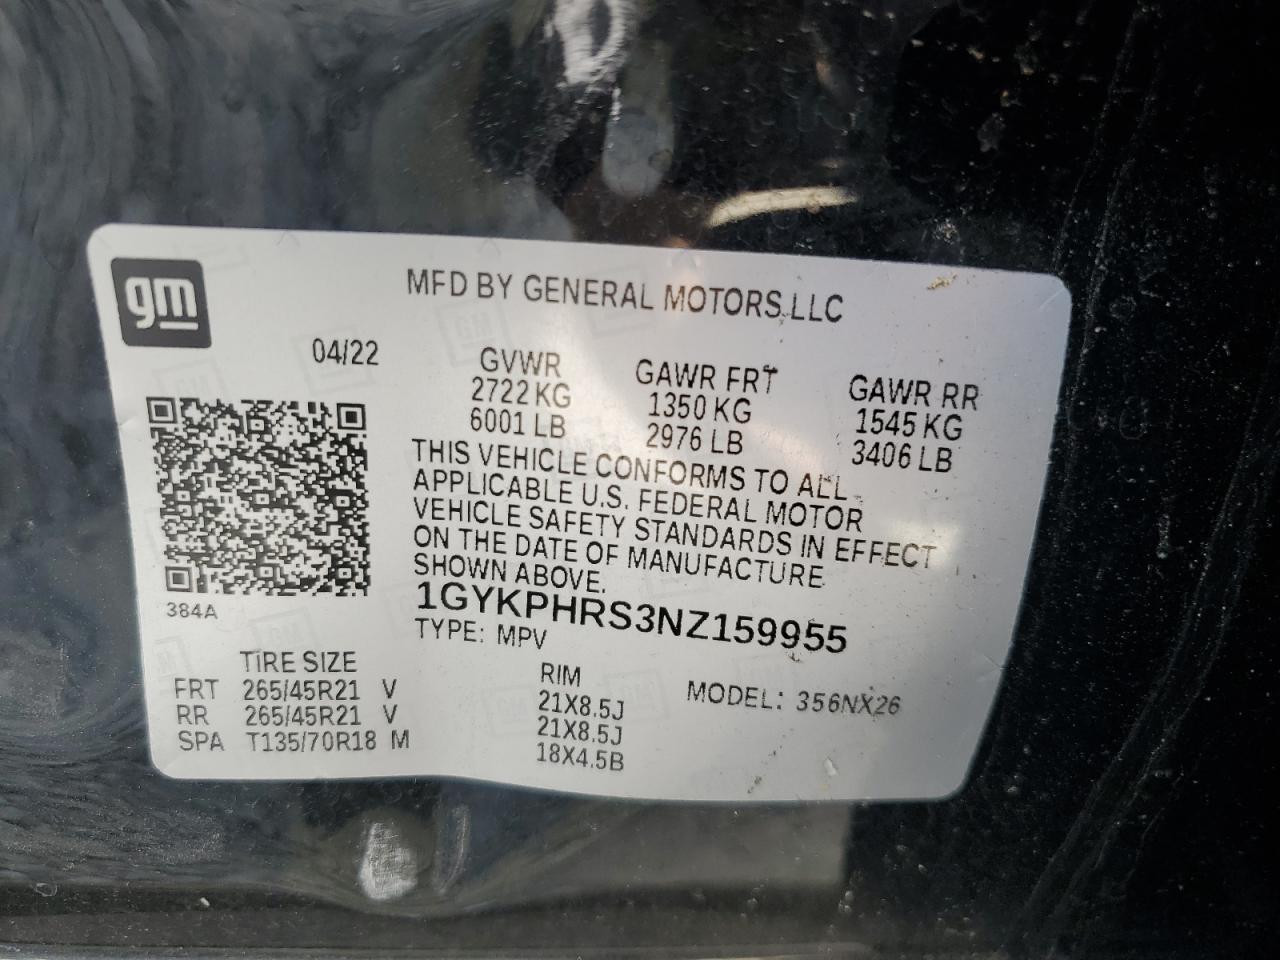 gm
MFD BY GENERAL MOTORS LLC
04/22
GVWR GAWR FRT GAWR RR
2722 KG 1350 KG 1545 KG
6001 LB 2976 LB 3406 LB
THIS VEHICLE CONFORMS TO ALL
APPLICABLE U.S. FEDERAL MOTOR
VEHICLE SAFETY STANDARDS IN EFFECT
ON THE DATE OF MANUFACTURE
SHOWN ABOVE.
384A
1GYKPHRS3NZ159955
TYPE: MPV
TIRE SIZE RIM MODEL: 356NX26
FRT 265/45R21 V 21X8.5J
RR 265/45R21 V 21X8.5J
SPA T135/70R18 M 18X4.5B